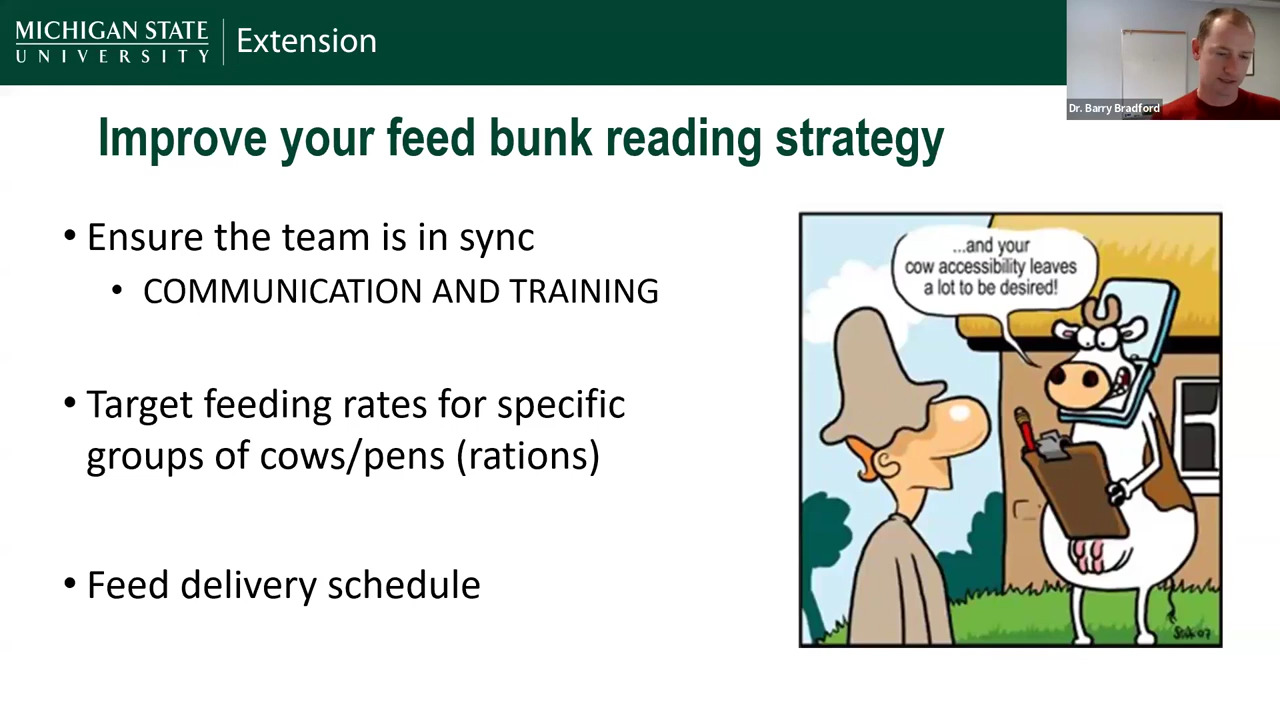 MICHIGAN STATE
UNIVERSITY
Extension
Dr. Barry Bradford
Improve your feed bunk reading strategy
• Ensure the team is in sync
• COMMUNICATION AND TRAINING
• Target feeding rates for specific
groups of cows/pens (rations)
• Feed delivery schedule
...and your
cow accessibility leaves
a lot to be desired!